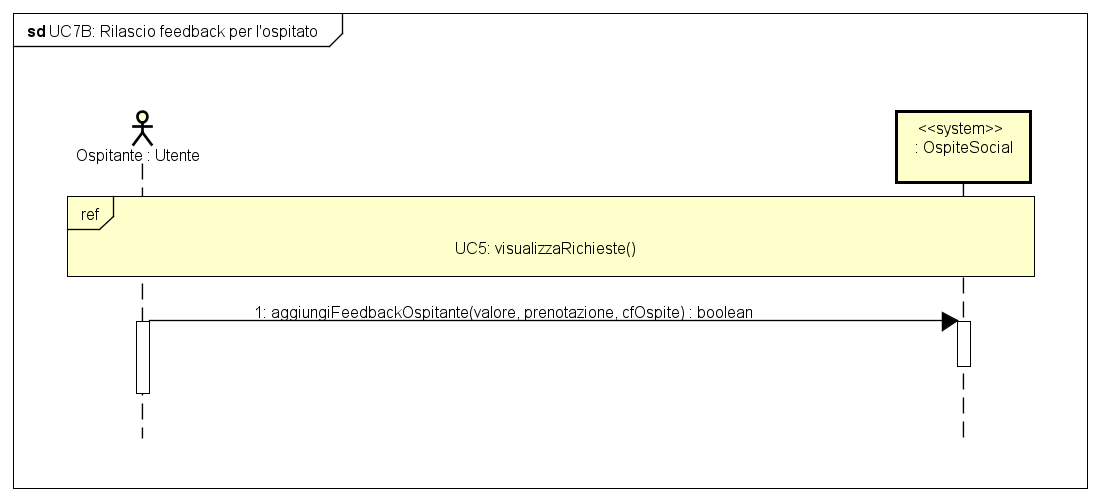 sd UC7B: Rilascio feedback per l'ospitato
Ospitante : Utente
<<system>>
: OspiteSocial
ref
UC5: visualizzaRichieste()
1: aggiungiFeedbackOspitante(valore, prenotazione, cfOspite) : boolean